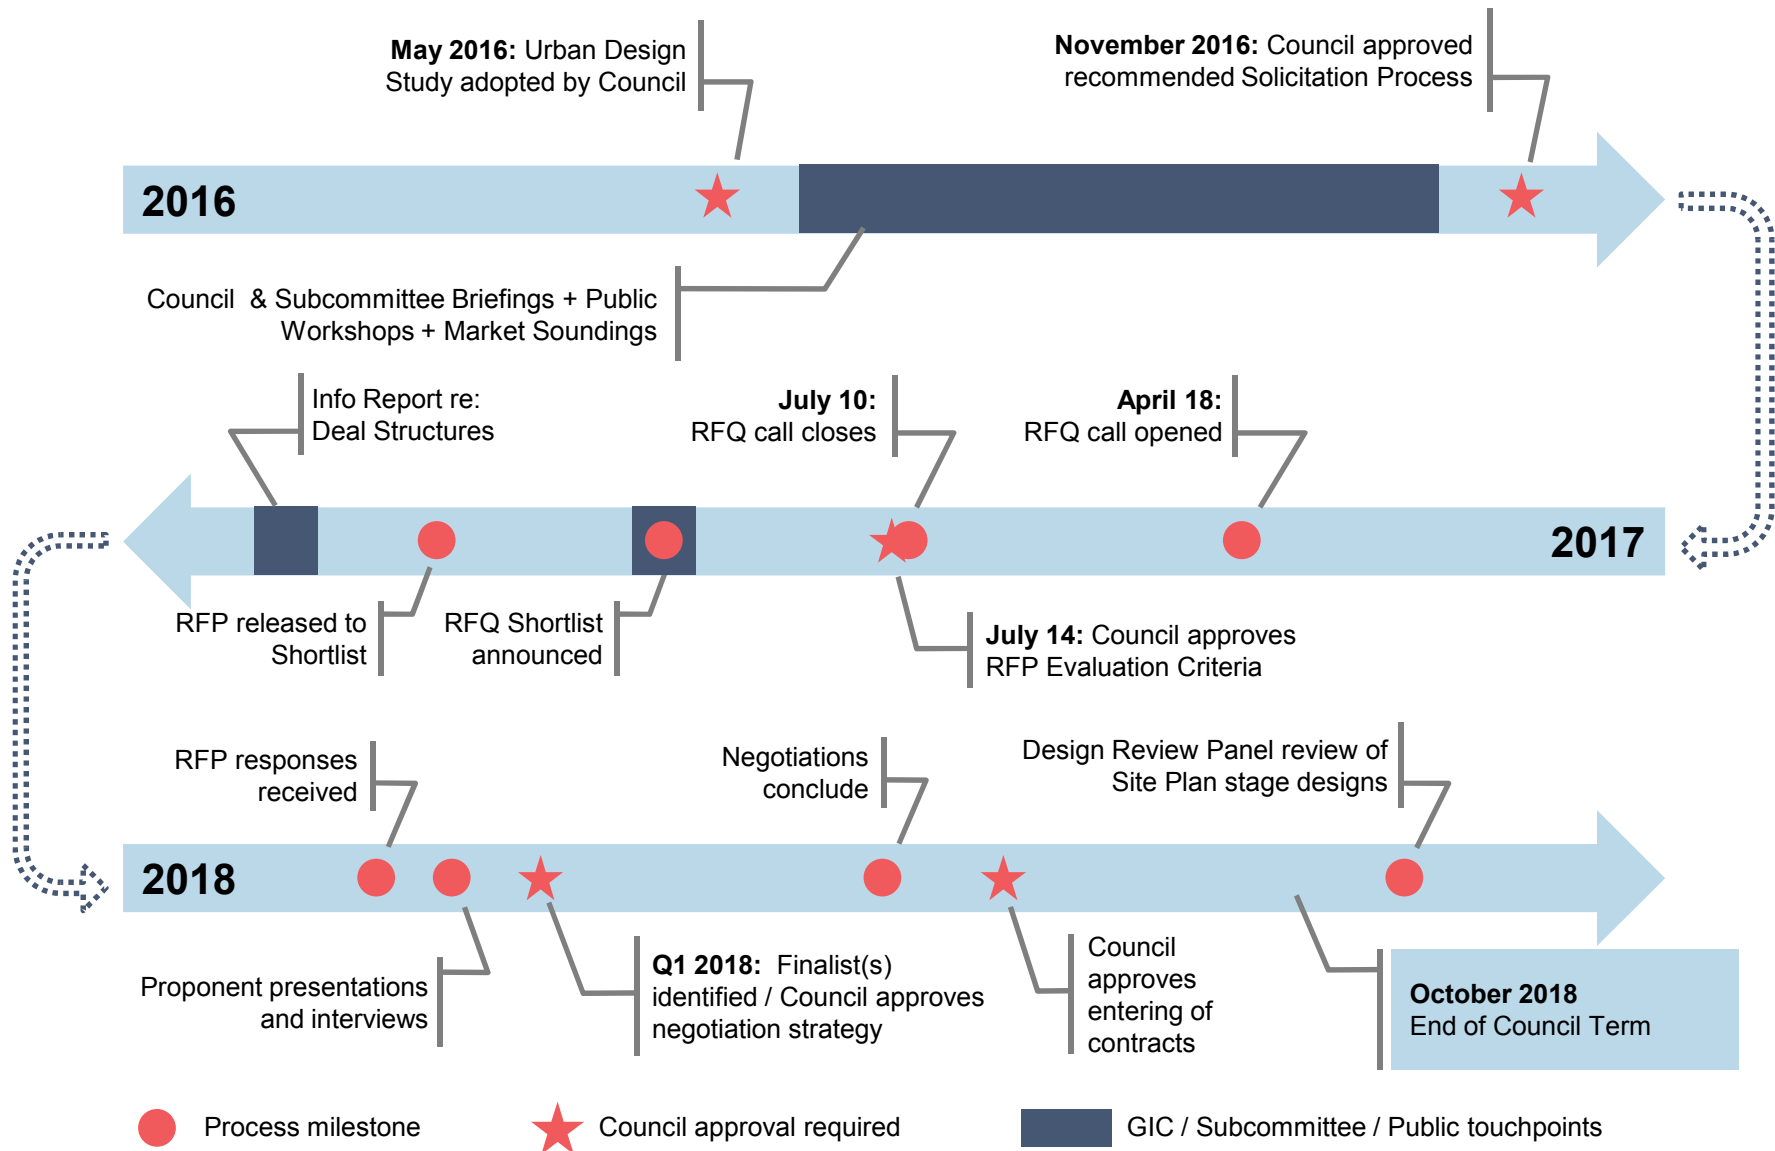 May 2016: Urban Design
Study adopted by Council
November 2016: Council approved
recommended Solicitation Process
2016
Council & Subcommittee Briefings + Public
Workshops + Market Soundings
Info Report re:
Deal Structures
July 10:
RFQ call closes
April 18:
RFQ call opened
2017
RFP released to
Shortlist
RFQ Shortlist
announced
July 14: Council approves
RFP Evaluation Criteria
RFP responses
received
Negotiations
conclude
Design Review Panel review of
Site Plan stage designs
2018
Proponent presentations
and interviews
Q1 2018: Finalist(s)
identified / Council approves
negotiation strategy
Council
approves
entering of
contracts
October 2018
End of Council Term
Process milestone
Council approval required
GIC / Subcommittee / Public touchpoints